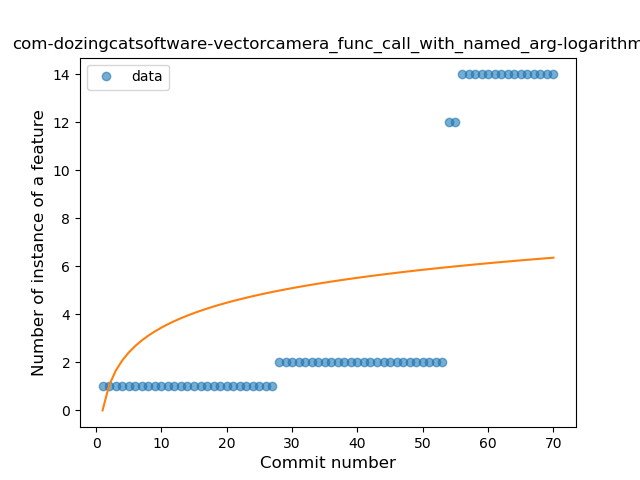 com-dozingcatsoftware-vectorcamera_func_call_with_named_arg-logarithm
data
Number of instance of a feature
14
12
10
8
6
4
2
0
0 10 20 30 40 50 60 70
Commit number